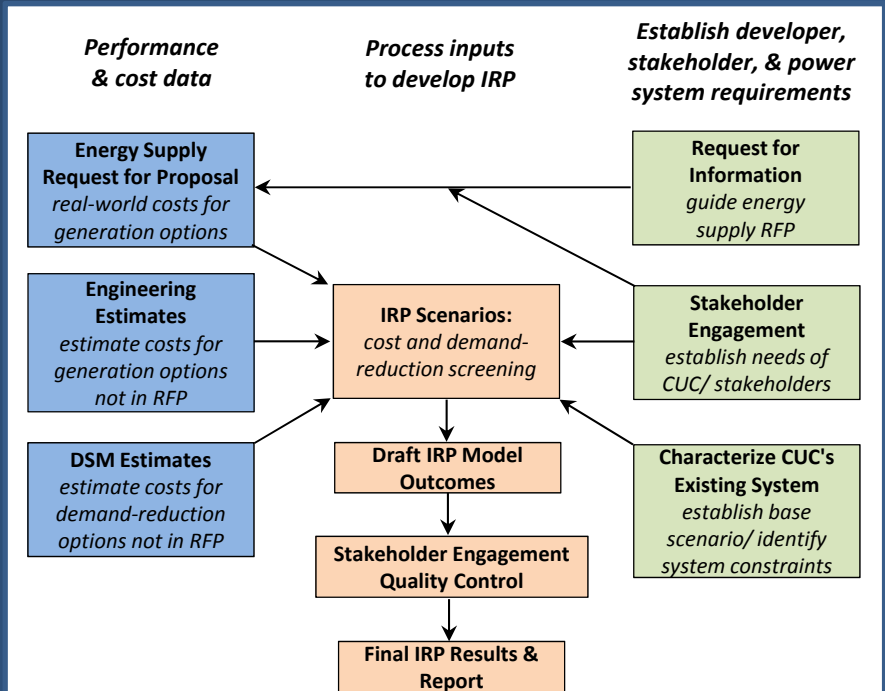 Performance
& cost data
Process inputs
to develop IRP
Establish developer,
stakeholder, & power
system requirements
Energy Supply
Request for Proposal
real-world costs for
generation options
Request for
Information
guide energy
supply RFP
Engineering
Estimates
estimate costs for
generation options
not in RFP
IRP Scenarios:
cost and demand-
reduction screening
Stakeholder
Engagement
establish needs of
CUC/ stakeholders
DSM Estimates
estimate costs for
demand-reduction
options not in RFP
Draft IRP Model
Outcomes
Characterize CUC's
Existing System
establish base
scenario/ identify
system constraints
Stakeholder Engagement
Quality Control
Final IRP Results &
Report